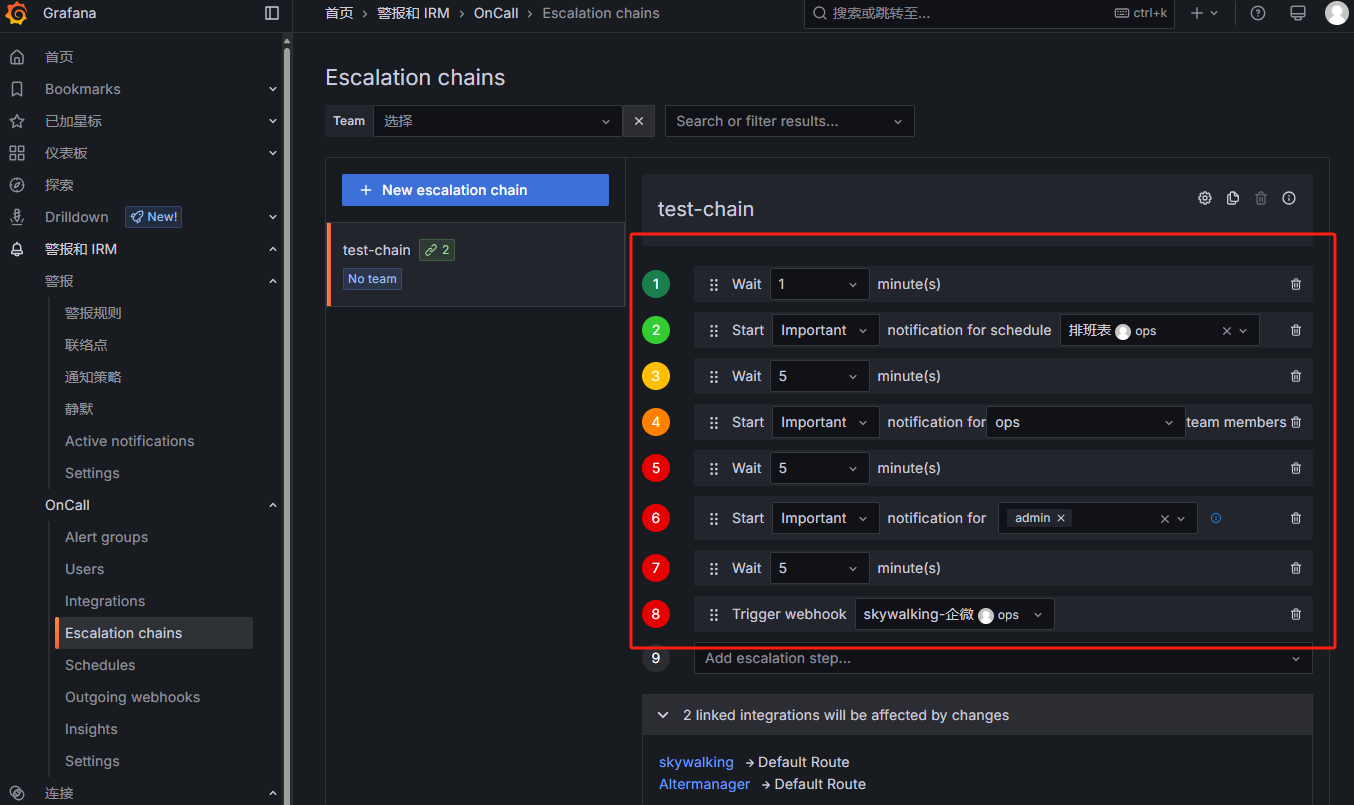 Grafana
首页 › 警报和 IRM › OnCall › Escalation chains
搜索或跳转至... ctrl+k
首页
Bookmarks
已加星标
仪表板
探索
Drilldown New!
警报和 IRM
警报
警报规则
联络点
通知策略
静默
Active notifications
Settings
OnCall
Alert groups
Users
Integrations
Escalation chains
Schedules
Outgoing webhooks
Insights
Settings
连接
Escalation chains
Team 选择 Search or filter results...
+ New escalation chain
test-chain 2
No team
test-chain
1 Wait 1 minute(s)
2 Start Important notification for schedule 排班表 ops
3 Wait 5 minute(s)
4 Start Important notification for ops team members
5 Wait 5 minute(s)
6 Start Important notification for admin
7 Wait 5 minute(s)
8 Trigger webhook skywalking-企微 ops
9 Add escalation step...
2 linked integrations will be affected by changes
skywalking → Default Route
Altermanager → Default Route